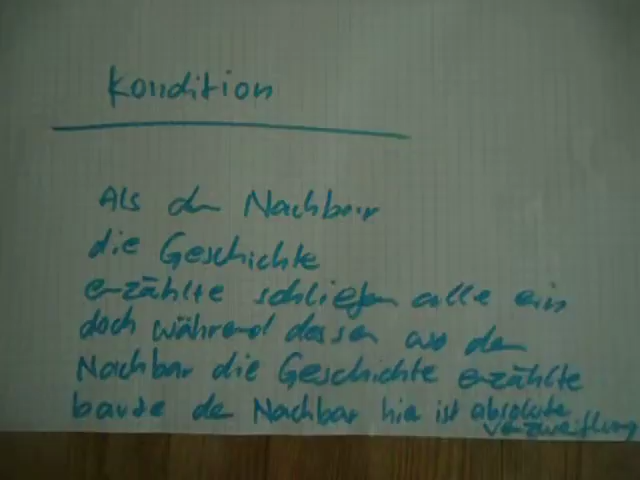 Kondition
Als der Nachbar
die Geschichte
erzählte schliefen alle ein
doch während dessen wo der
Nachbar die Geschichte erzählte
baute der Nachbar hier ist absolute
Verzweiflung